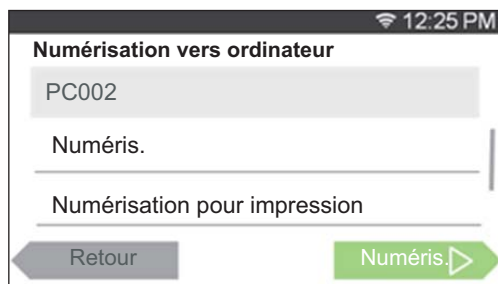 12:25 PM
Numérisation vers ordinateur
PC002
Numéris.
Numérisation pour impression
Retour
Numéris.